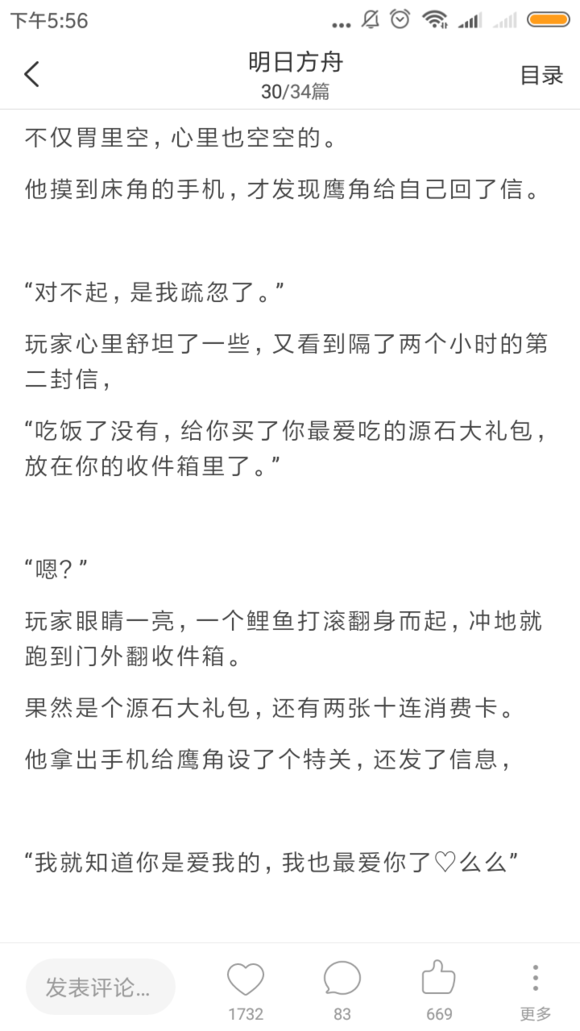 下午5:56
明日方舟
30/34篇
目录
不仅胃里空，心里也空空的。
他摸到床角的手机，才发现鹰角给自己回了信。
“对不起，是我疏忽了。”
玩家心里舒坦了一些，又看到隔了两个小时的第
二封信，
“吃饭了没有，给你买了你最爱吃的源石大礼包，
放在你的收件箱里了。”
“嗯？”
玩家眼睛一亮，一个鲤鱼打滚翻身而起，冲地就
跑到门外翻收件箱。
果然是个源石大礼包，还有两张十连消费卡。
他拿出手机给鹰角设了个特关，还发了信息，
“我就知道你是爱我的，我也最爱你了♡么么”
发表评论...
1732
83
669
更多